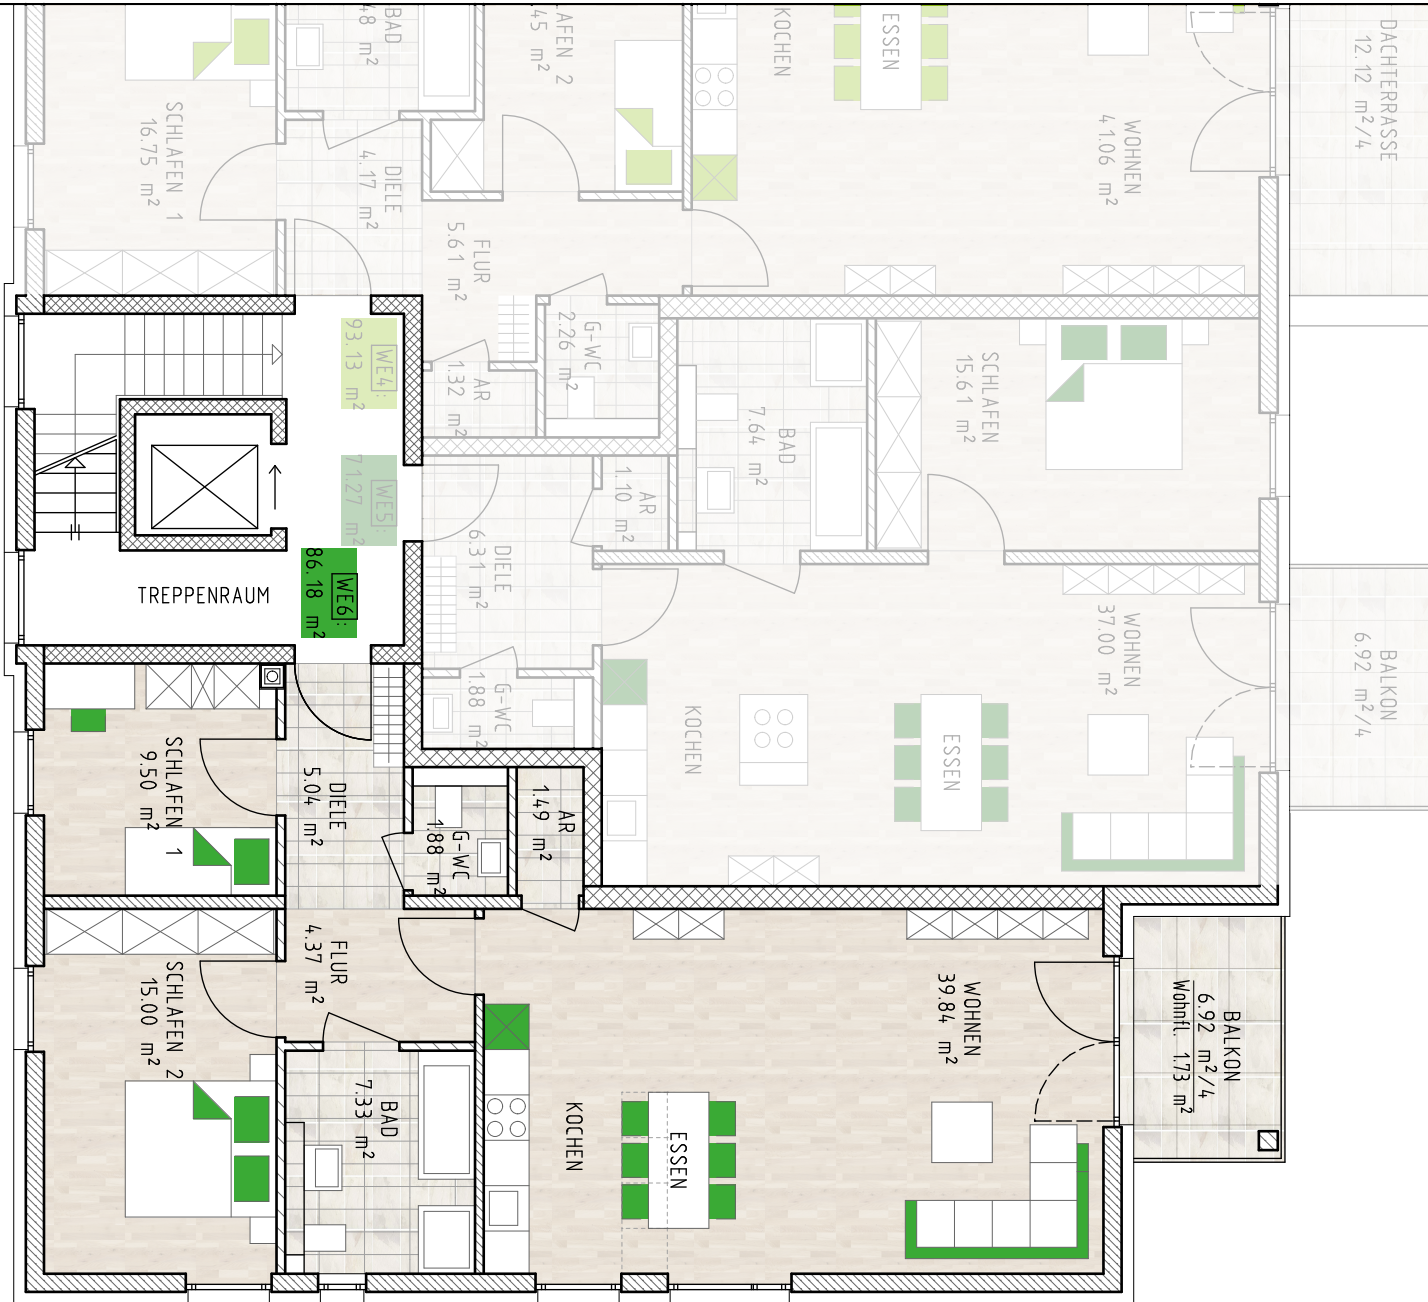 BAD
48 m²
AFEN 2
45 m²
KOCHEN
ESSEN
WOHNEN
41.06 m²
DACHTERRASSE
12.12 m²/4
SCHLAFEN 1
16.75 m²
DIELE
4.17 m²
FLUR
5.61 m²
G-WC
2.26 m²
AR
1.32 m²
WE4:
93.13 m²
WE5:
71.27 m²
WE6:
86.18 m²
TREPPENRAUM
BAD
7.64 m²
SCHLAFEN
15.61 m²
AR
1.10 m²
DIELE
6.31 m²
G-WC
1.88 m²
KOCHEN
ESSEN
WOHNEN
37.00 m²
BALKON
6.92 m²/4
SCHLAFEN 1
9.50 m²
DIELE
5.04 m²
G-WC
1.88 m²
AR
1.49 m²
FLUR
4.37 m²
SCHLAFEN 2
15.00 m²
BAD
7.33 m²
KOCHEN
ESSEN
WOHNEN
39.84 m²
BALKON
6.92 m²/4
Wohnfl. 1.73 m²